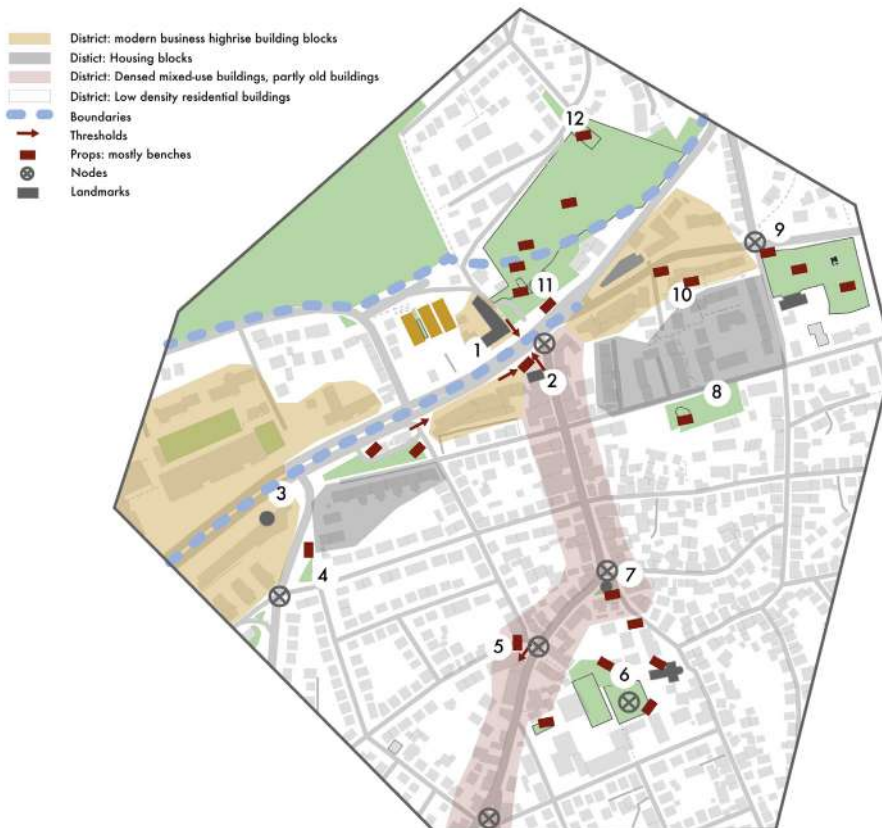 District: modern business highrise building blocks
Distict: Housing blocks
District: Densed mixed-use buildings, partly old buildings
District: Low density residential buildings
Boundaries
Thresholds
Props: mostly benches
Nodes
Landmarks
12
9
11
10
1
2
8
3
4
7
5
6